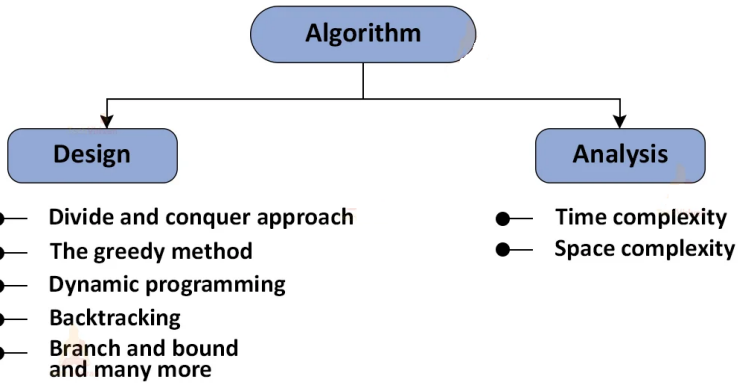 Algorithm
Design
Analysis
Divide and conquer approach
The greedy method
Dynamic programming
Backtracking
Branch and bound
and many more
Time complexity
Space complexity